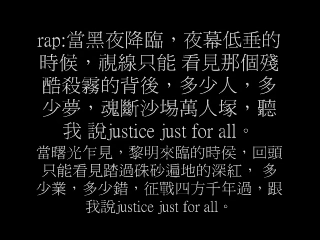 rap:當黑夜降臨，夜幕低垂的
時候，視線只能 看見那個殘
酷殺霧的背後，多少人，多
少夢，魂斷沙場萬人塚，聽
我 說justice just for all。
當曙光乍見，黎明來臨的時侯，回頭
只能看見踏過硃砂遍地的深紅， 多
少業，多少錯，征戰四方千年過，跟
我說justice just for all。